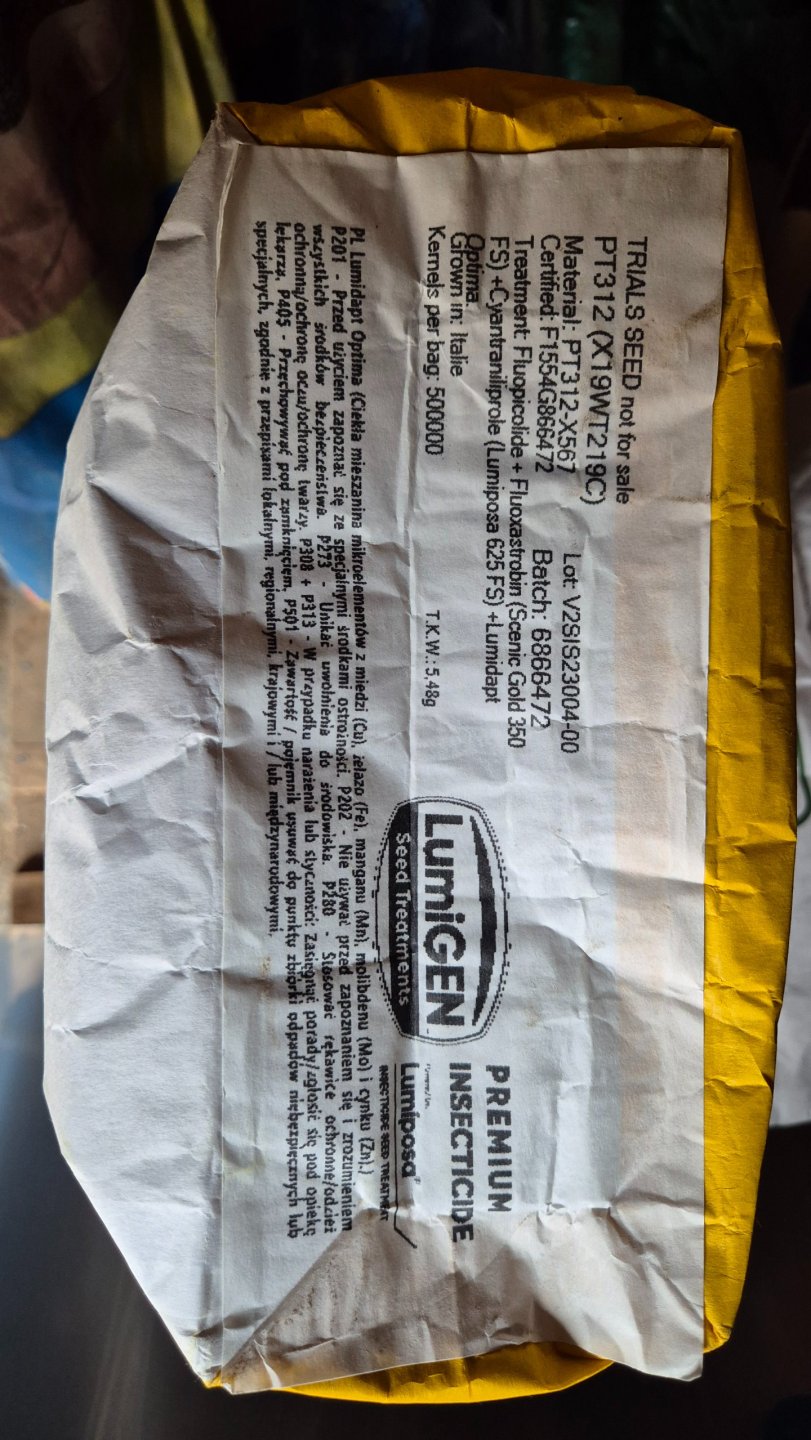 TRIALS SEED not for sale
PT312 (X19WT219C)
Material: PT312-X567 Lot: V2SIS23004-00
Certified: F1554G866472 Batch: 6866472
Treatment: Fluopicolide + Fluoxastrobin (Scenic Gold 350
FS) +Cyantraniliprole (Lumiposa 625 FS) +Lumidapt
Optima
Grown in: Italie
Kernels per bag: 500000 T.K.W.: 5,48g
LumiGEN
Seed Treatments
PREMIUM
INSECTICIDE
Lumiposa
INSECTICIDE SEED TREATMENT
PL Lumidapt Optima (Ciekła mieszanina mikroelementów z miedzi (Cu), żelazo (Fe), manganu (Mn), molibdenu (Mo) i cynku (Zn).)
P201 - Przed użyciem zapoznać się ze specjalnymi środkami ostrożności. P202 - Nie używać przed zapoznaniem się i zrozumieniem
wszystkich środków bezpieczeństwa. P273 - Unikać uwolnienia do środowiska. P280 - Stosować rękawice ochronne/odzież
ochronną/ochronę oczu/ochronę twarzy. P308 + P313 - W przypadku narażenia lub styczności: Zasięgnąć porady/zgłosić się pod opiekę
lekarza. P405 - Przechowywać pod zamknięciem. P501 - Zawartość / pojemnik usuwać do punktu zbiórki odpadów niebezpiecznych lub
specjalnych, zgodnie z przepisami lokalnymi, regionalnymi, krajowymi i / lub międzynarodowymi.